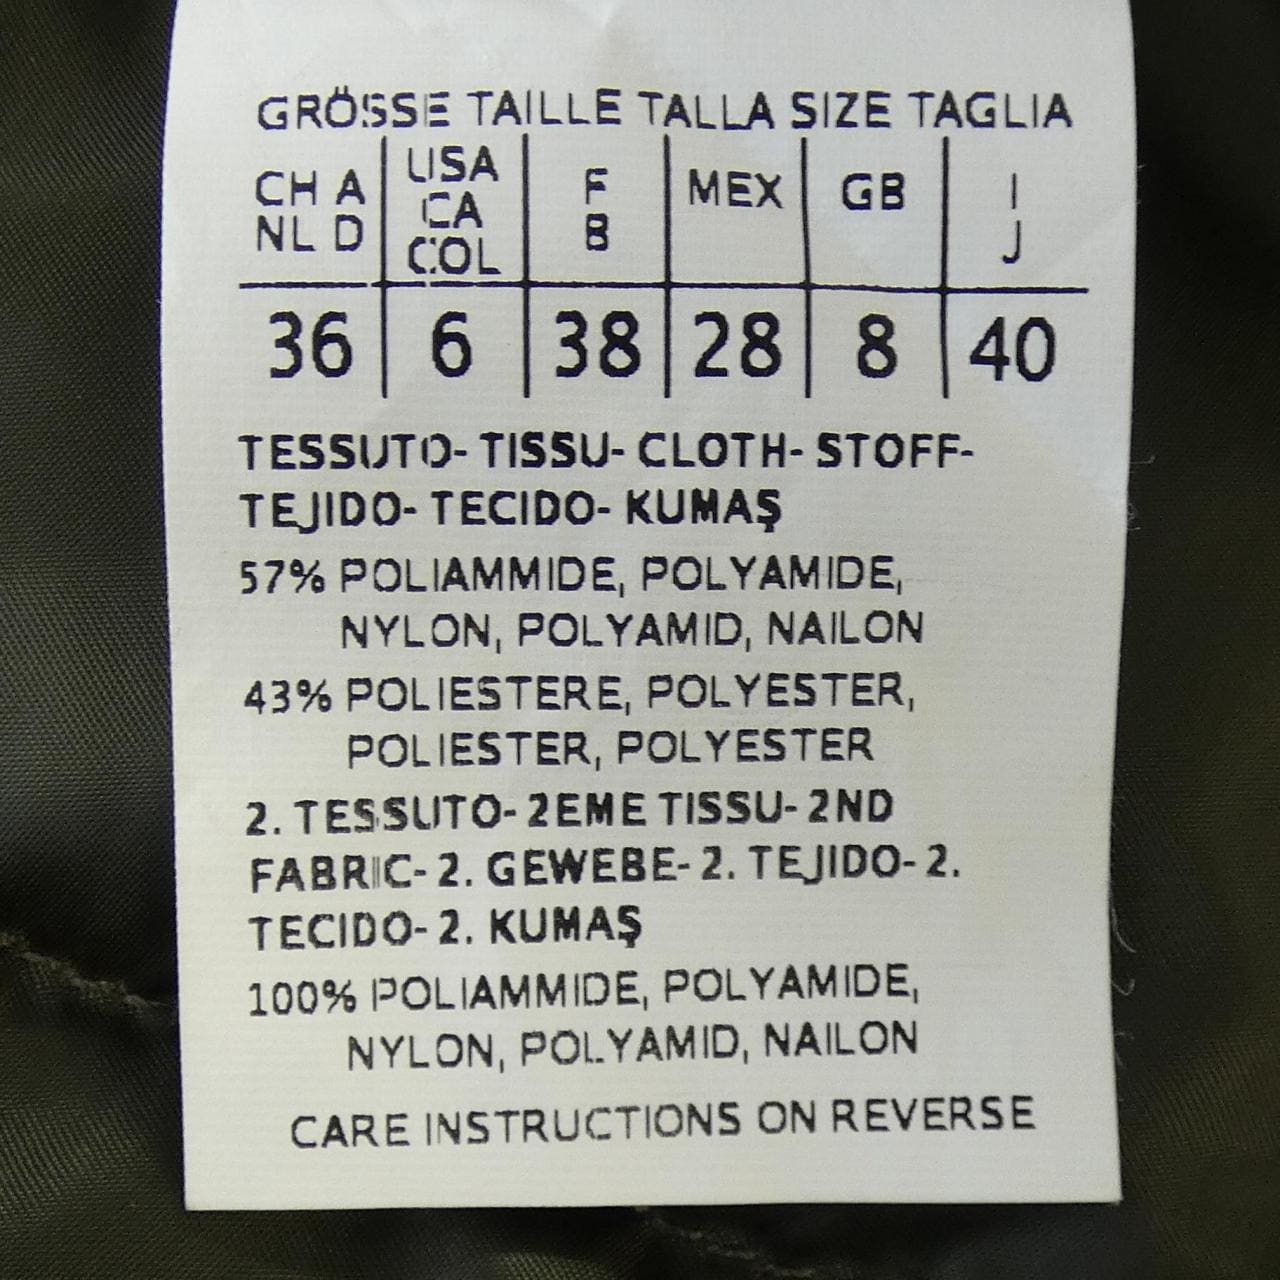 GRÖSSE TAILLE TALLA SIZE TAGLIA
CH A NL D | USA CA COL | F B | MEX | GB | I J
36 | 6 | 38 | 28 | 8 | 40
TESSUTO- TISSU- CLOTH- STOFF-
TEJIDO- TECIDO- KUMAŞ
57% POLIAMMIDE, POLYAMIDE,
NYLON, POLYAMID, NAILON
43% POLIESTERE, POLYESTER,
POLIESTER, POLYESTER
2. TESSUTO- 2EME TISSU- 2ND
FABRIC- 2. GEWEBE- 2. TEJIDO- 2.
TECIDO- 2. KUMAŞ
100% POLIAMMIDE, POLYAMIDE,
NYLON, POLYAMID, NAILON
CARE INSTRUCTIONS ON REVERSE